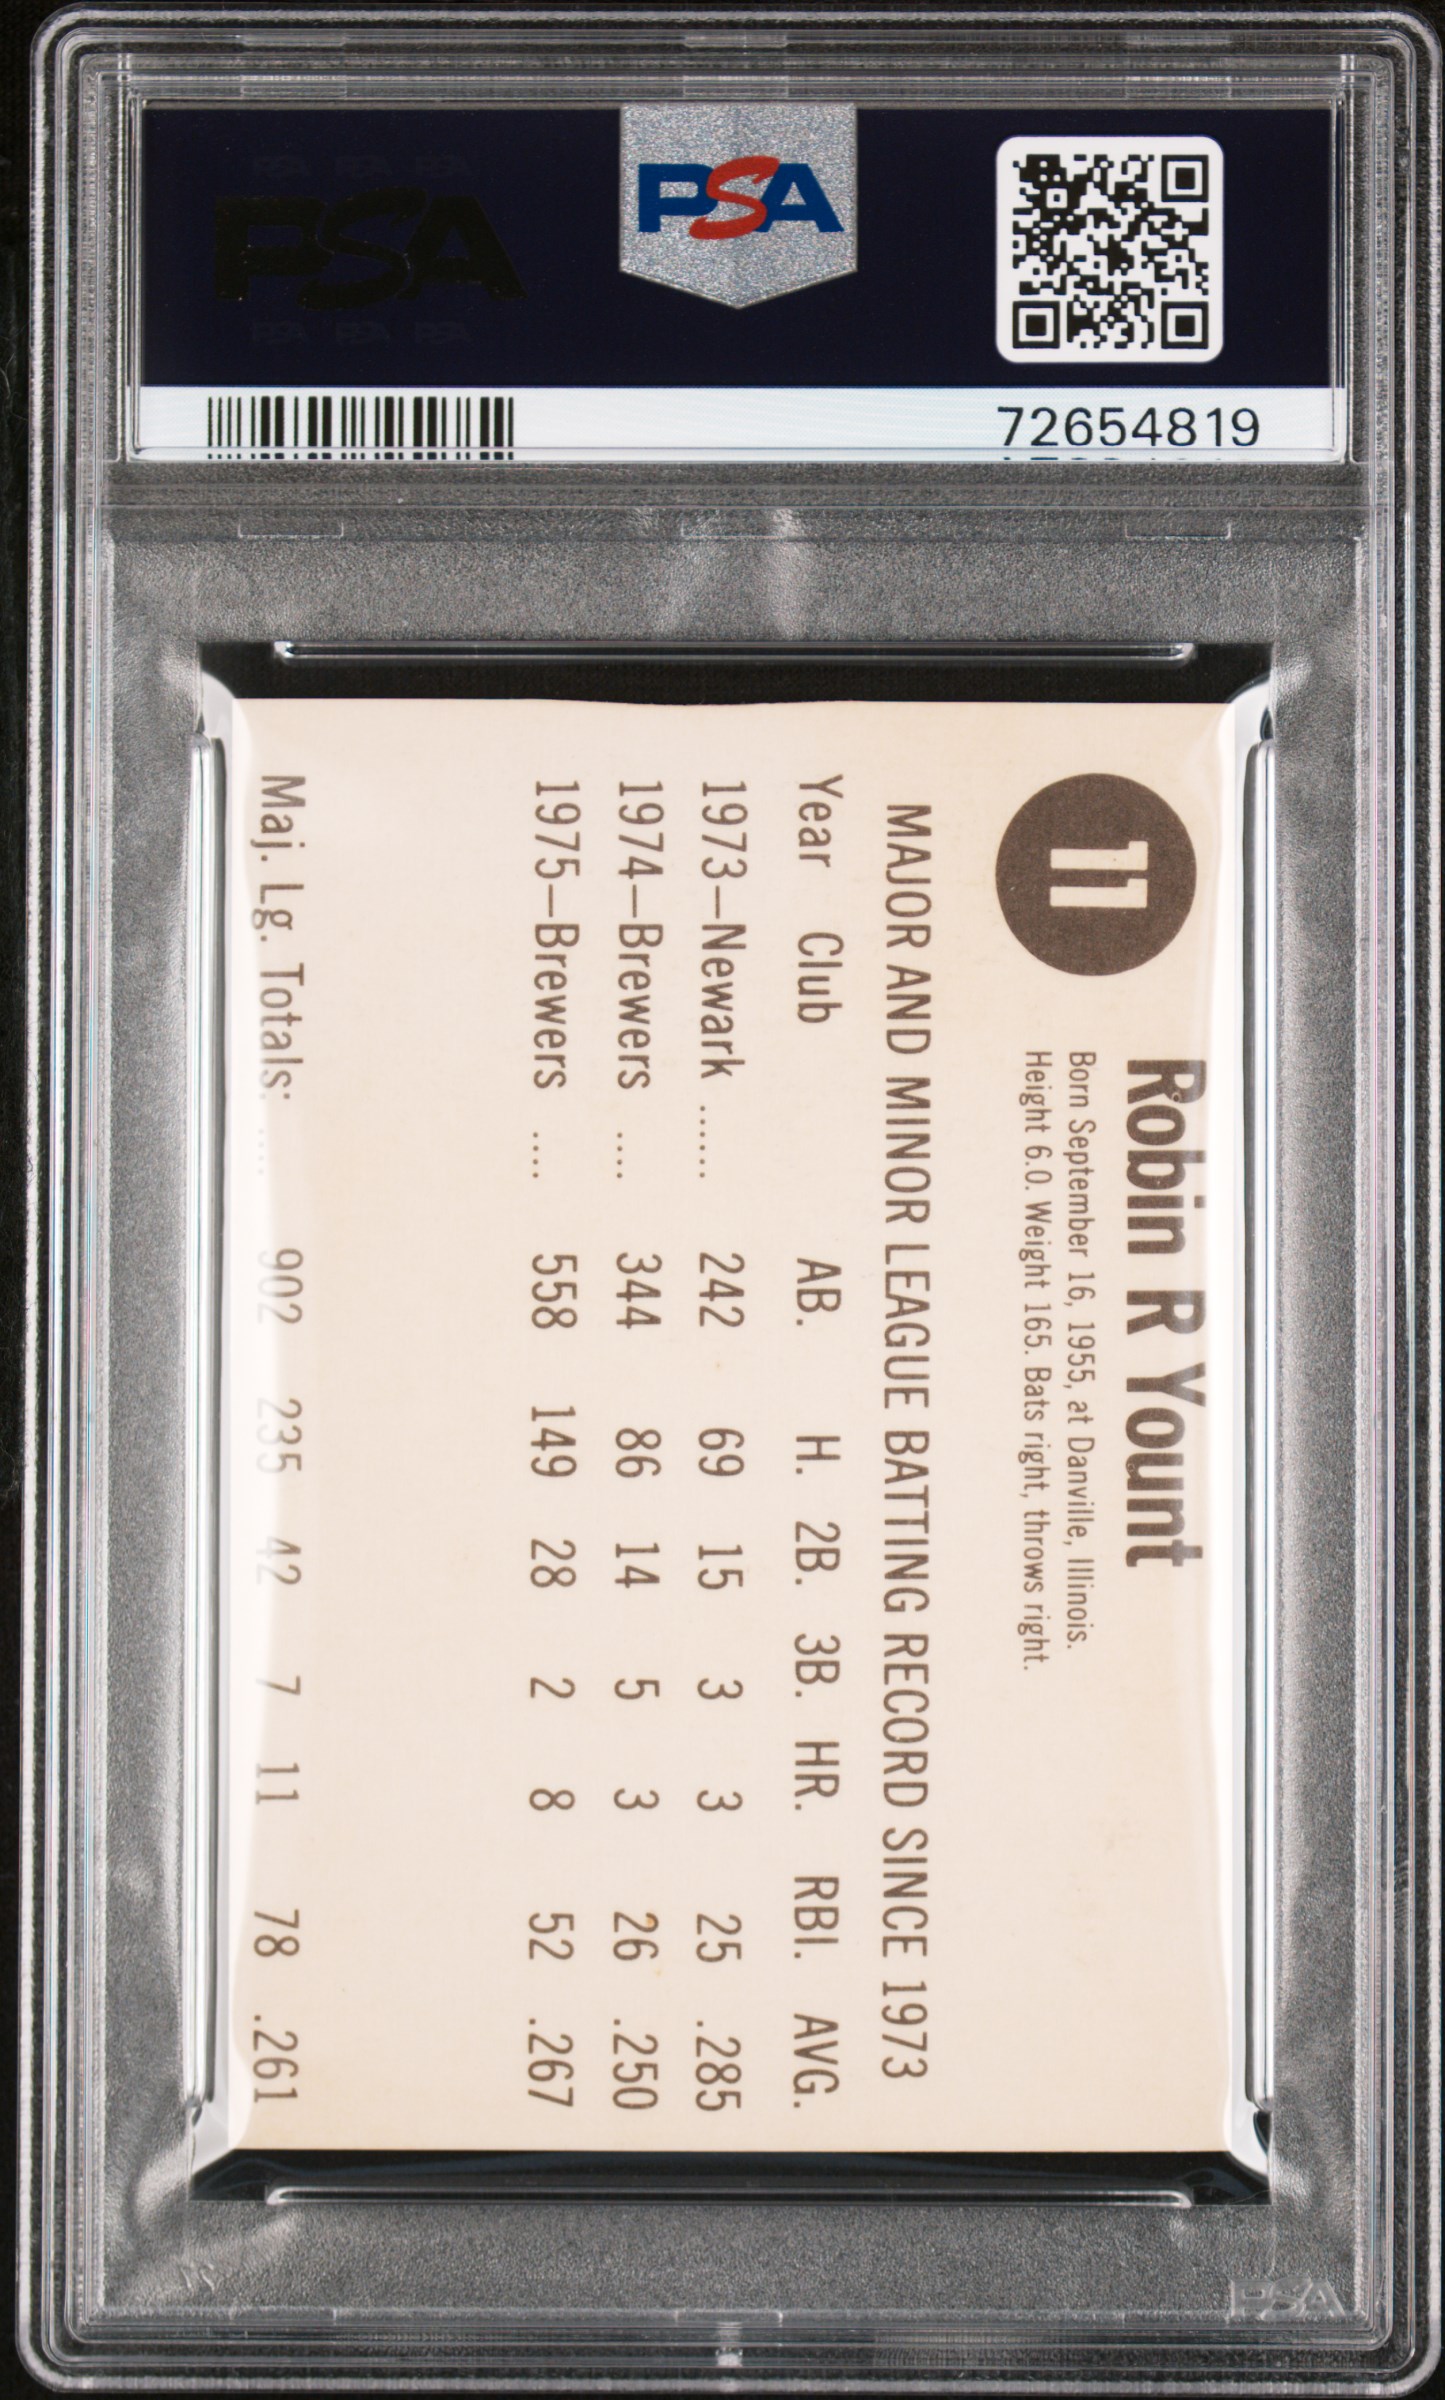 PSA
PSA
72654819
11
Robin R Yount
Born September 16, 1955, at Danville, Illinois.
Height 6.0. Weight 165. Bats right, throws right.
MAJOR AND MINOR LEAGUE BATTING RECORD SINCE 1973
Year Club AB. H. 2B. 3B. HR. RBI. AVG.
1973—Newark ...... 242 69 15 3 3 25 .285
1974—Brewers .... 344 86 14 5 3 26 .250
1975—Brewers .... 558 149 28 2 8 52 .267
Maj. Lg. Totals: .... 902 235 42 7 11 78 .261
PSA